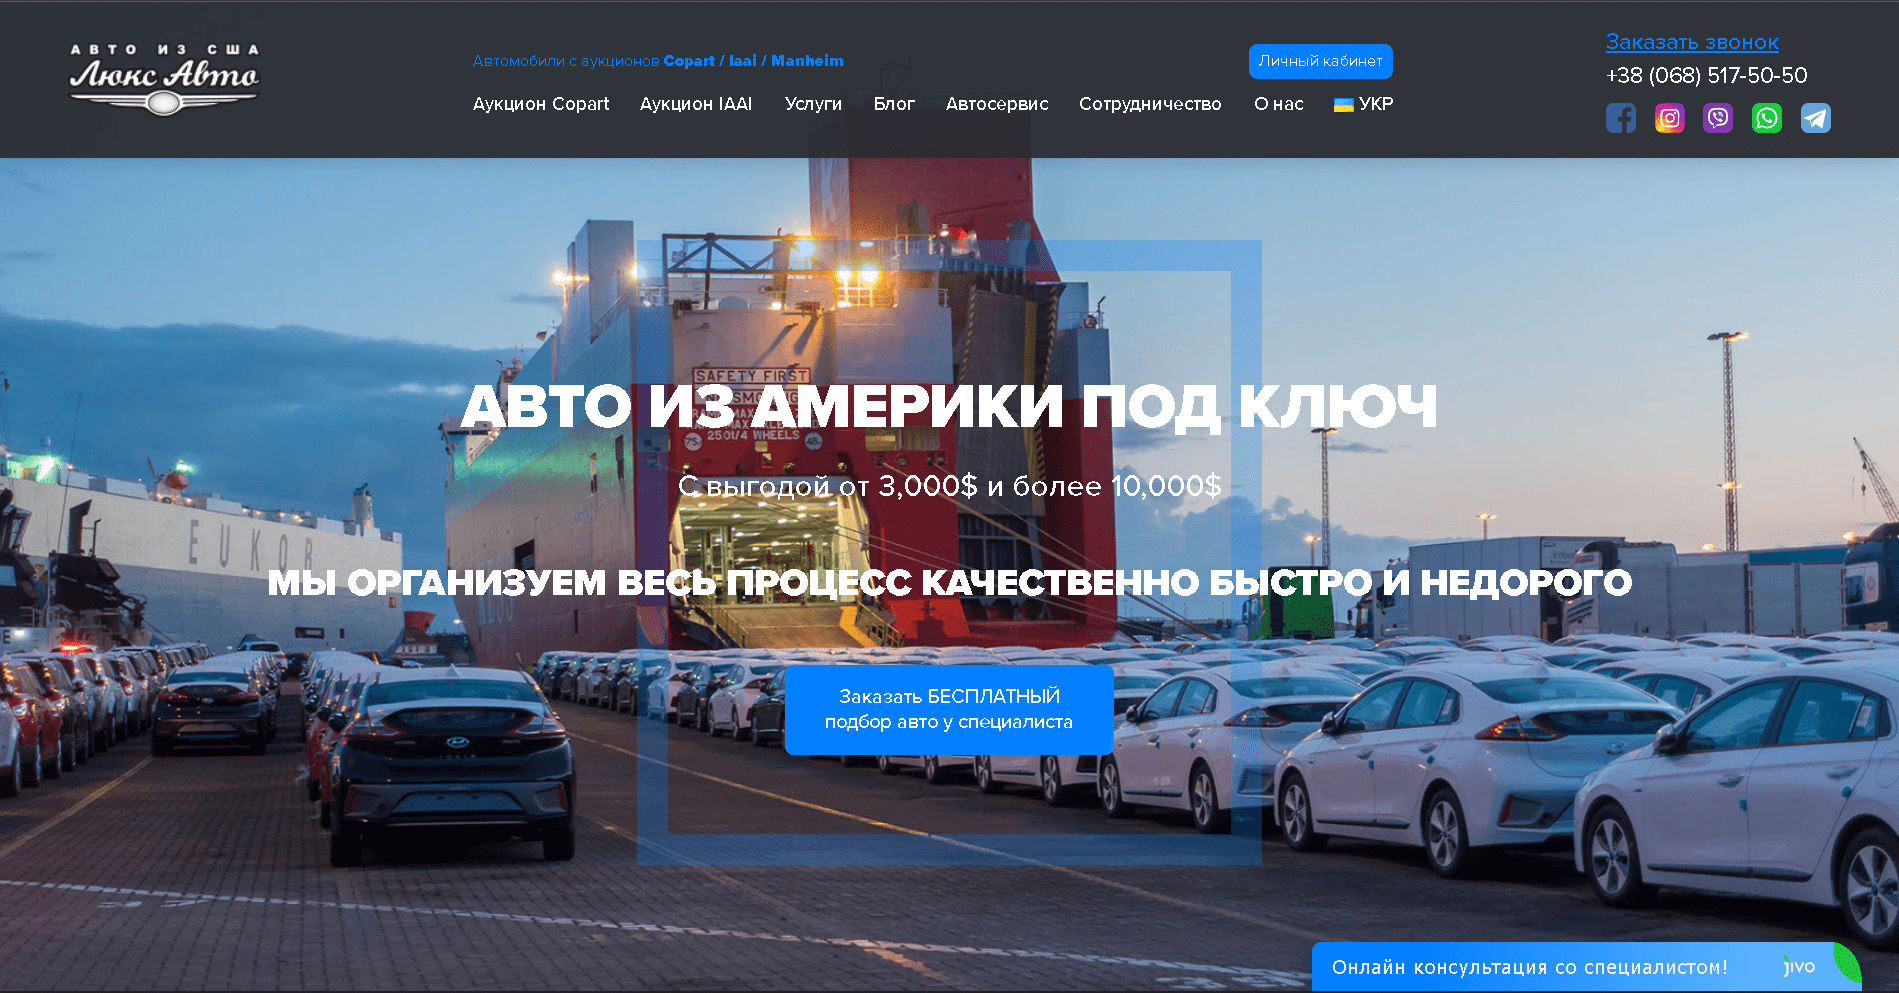 АВТО ИЗ США
Люкс Авто
Автомобили с аукционов Copart / Iaai / Manheim
Личный кабинет
Заказать звонок
+38 (068) 517-50-50
Аукцион Copart Аукцион IAAI Услуги Блог Автосервис Сотрудничество О нас УКР
SAFETY FIRST
АВТО ИЗ АМЕРИКИ ПОД КЛЮЧ
2501/4 WHEELS
С выгодой от 3,000$ и более 10,000$
EUKOR
МЫ ОРГАНИЗУЕМ ВЕСЬ ПРОЦЕСС КАЧЕСТВЕННО БЫСТРО И НЕДОРОГО
Заказать БЕСПЛАТНЫЙ
подбор авто у специалиста
Онлайн консультация со специалистом! jivo